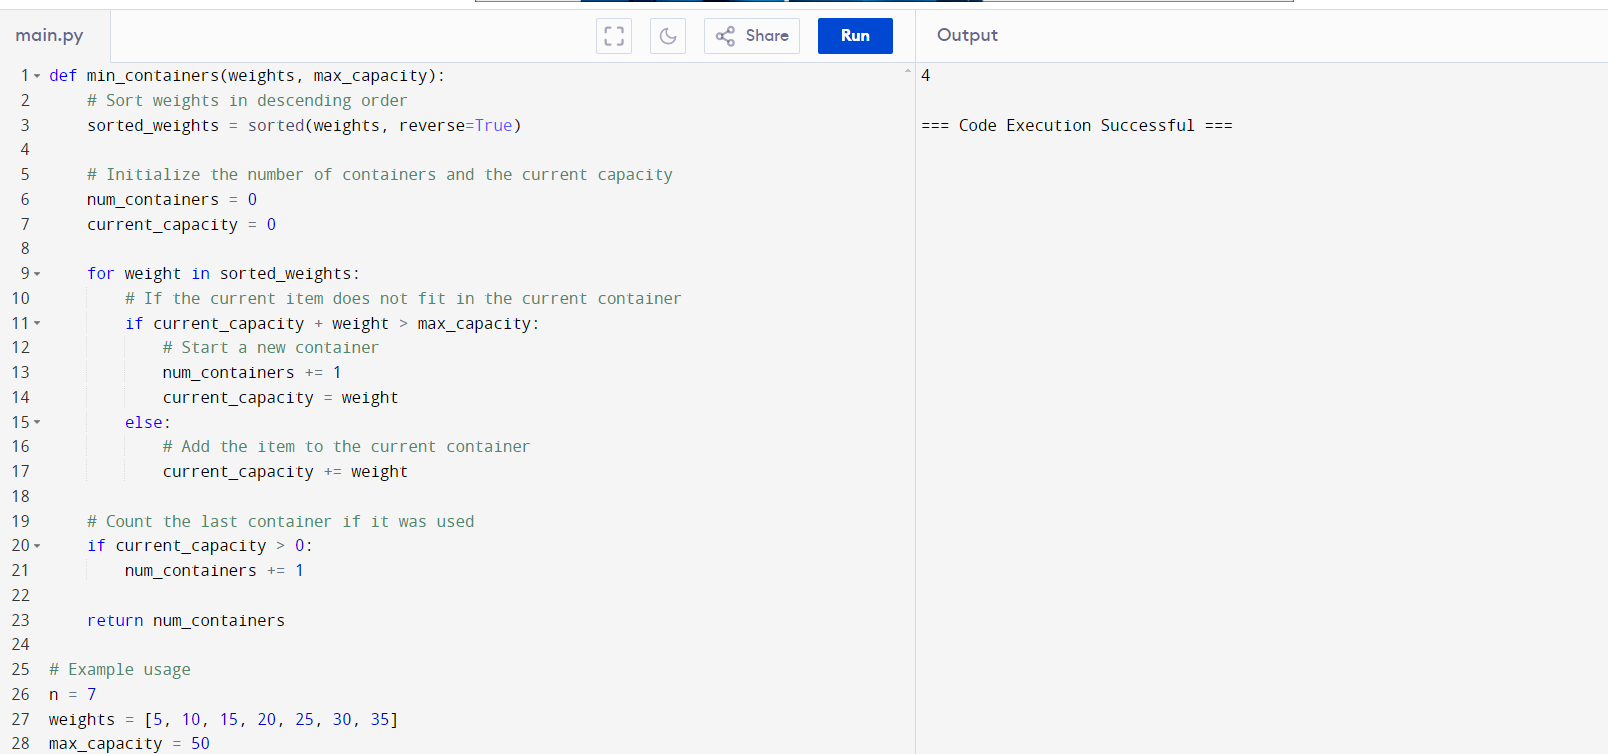 main.py
Share
Run
Output
1 def min_containers(weights, max_capacity):
2 # Sort weights in descending order
3 sorted_weights = sorted(weights, reverse=True)
4
5 # Initialize the number of containers and the current capacity
6 num_containers = 0
7 current_capacity = 0
8
9 for weight in sorted_weights:
10 # If the current item does not fit in the current container
11 if current_capacity + weight > max_capacity:
12 # Start a new container
13 num_containers += 1
14 current_capacity = weight
15 else:
16 # Add the item to the current container
17 current_capacity += weight
18
19 # Count the last container if it was used
20 if current_capacity > 0:
21 num_containers += 1
22
23 return num_containers
24
25 # Example usage
26 n = 7
27 weights = [5, 10, 15, 20, 25, 30, 35]
28 max_capacity = 50
4
=== Code Execution Successful ===